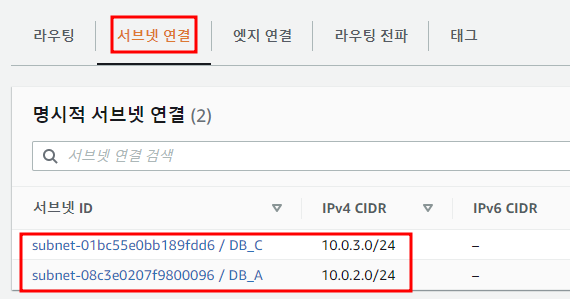 라우팅 서브넷 연결 엣지 연결 라우팅 전파 태그
명시적 서브넷 연결 (2)
서브넷 연결 검색
서브넷 ID IPv4 CIDR IPv6 CIDR
subnet-01bc55e0bb189fdd6 / DB_C 10.0.3.0/24 –
subnet-08c3e0207f9800096 / DB_A 10.0.2.0/24 –